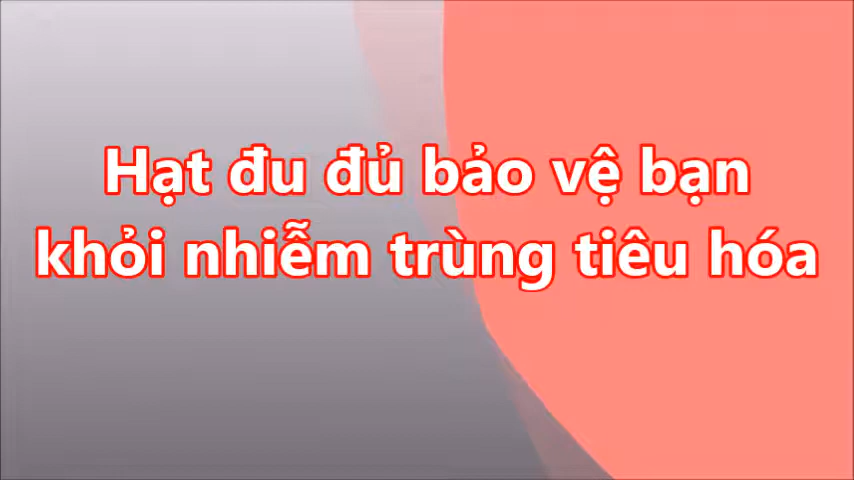 Hạt đu đủ bảo vệ bạn
khỏi nhiễm trùng tiêu hóa